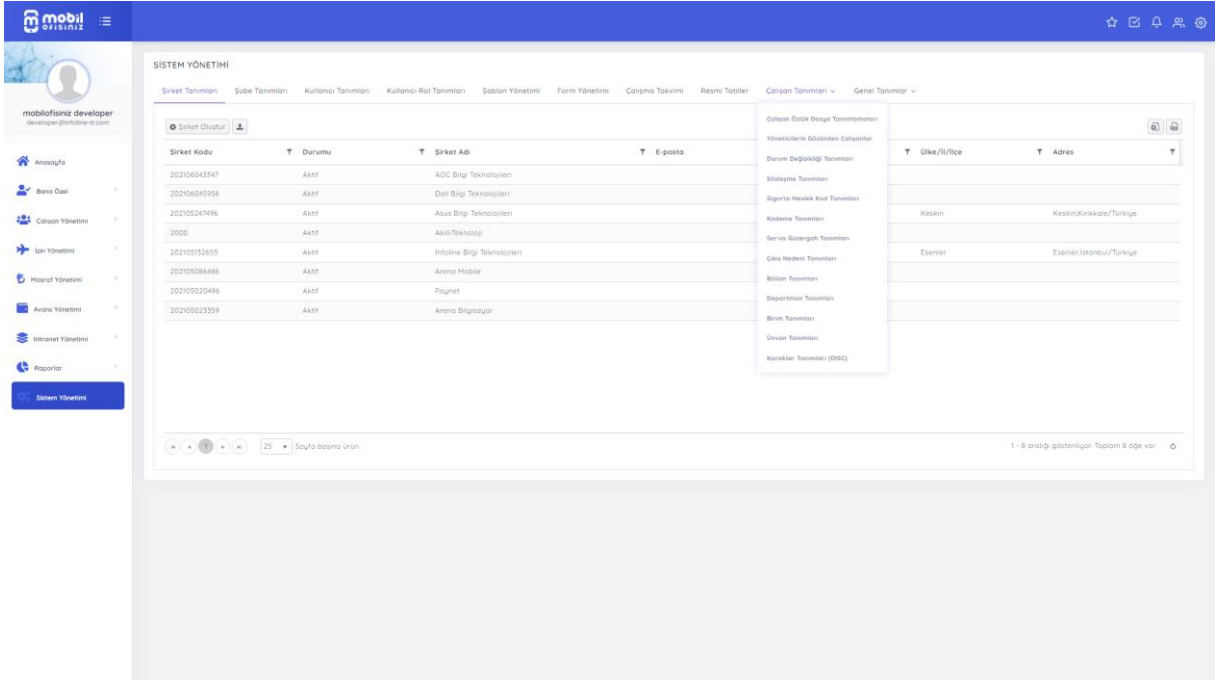 mobil
OFİSİNİZ
mobilofisiniz developer
developer@infoline-tr.com
Anasayfa
Bana Özel
Çalışan Yönetimi
İzin Yönetimi
Masraf Yönetimi
Avans Yönetimi
Intranet Yönetimi
Raporlar
Sistem Yönetimi
SİSTEM YÖNETİMİ
Şirket Tanımları Şube Tanımları Kullanıcı Tanımları Kullanıcı Rol Tanımları Şablon Yönetimi Form Yönetimi Çalışma Takvimi Resmi Tatiller Çalışan Tanımları Genel Tanımlar
Şirket Oluştur
Şirket Kodu Durumu Şirket Adı E-posta Ülke/İl/İlçe Adres
202106043347 Aktif ADC Bilgi Teknolojileri
202106045956 Aktif Dell Bilgi Teknolojileri
202105247496 Aktif Asus Bilgi Teknolojileri Keskin Keskin,Kırıkkale/Türkiye
2000 Aktif AkıllıTeknoloji
202105132655 Aktif Infoline Bilgi Teknolojileri Esenler Esenler,İstanbul/Türkiye
202105086486 Aktif Arena Mobile
202105020496 Aktif Paynet
202105023359 Aktif Arena Bilgisayar
Çalışan Özlük Dosya Tanımlamaları
Yöneticilerin Gözünden Çalışanlar
Durum Değişikliği Tanımları
Sözleşme Tanımları
Sigorta Meslek Kod Tanımları
Kademe Tanımları
Servis Güzergah Tanımları
Çıkış Nedeni Tanımları
Bölüm Tanımları
Departman Tanımları
Birim Tanımları
Ünvan Tanımları
Karakter Tanımları (DISC)
1 25 Sayfa başına ürün
1 - 8 aralığı gösteriliyor. Toplam 8 öğe var